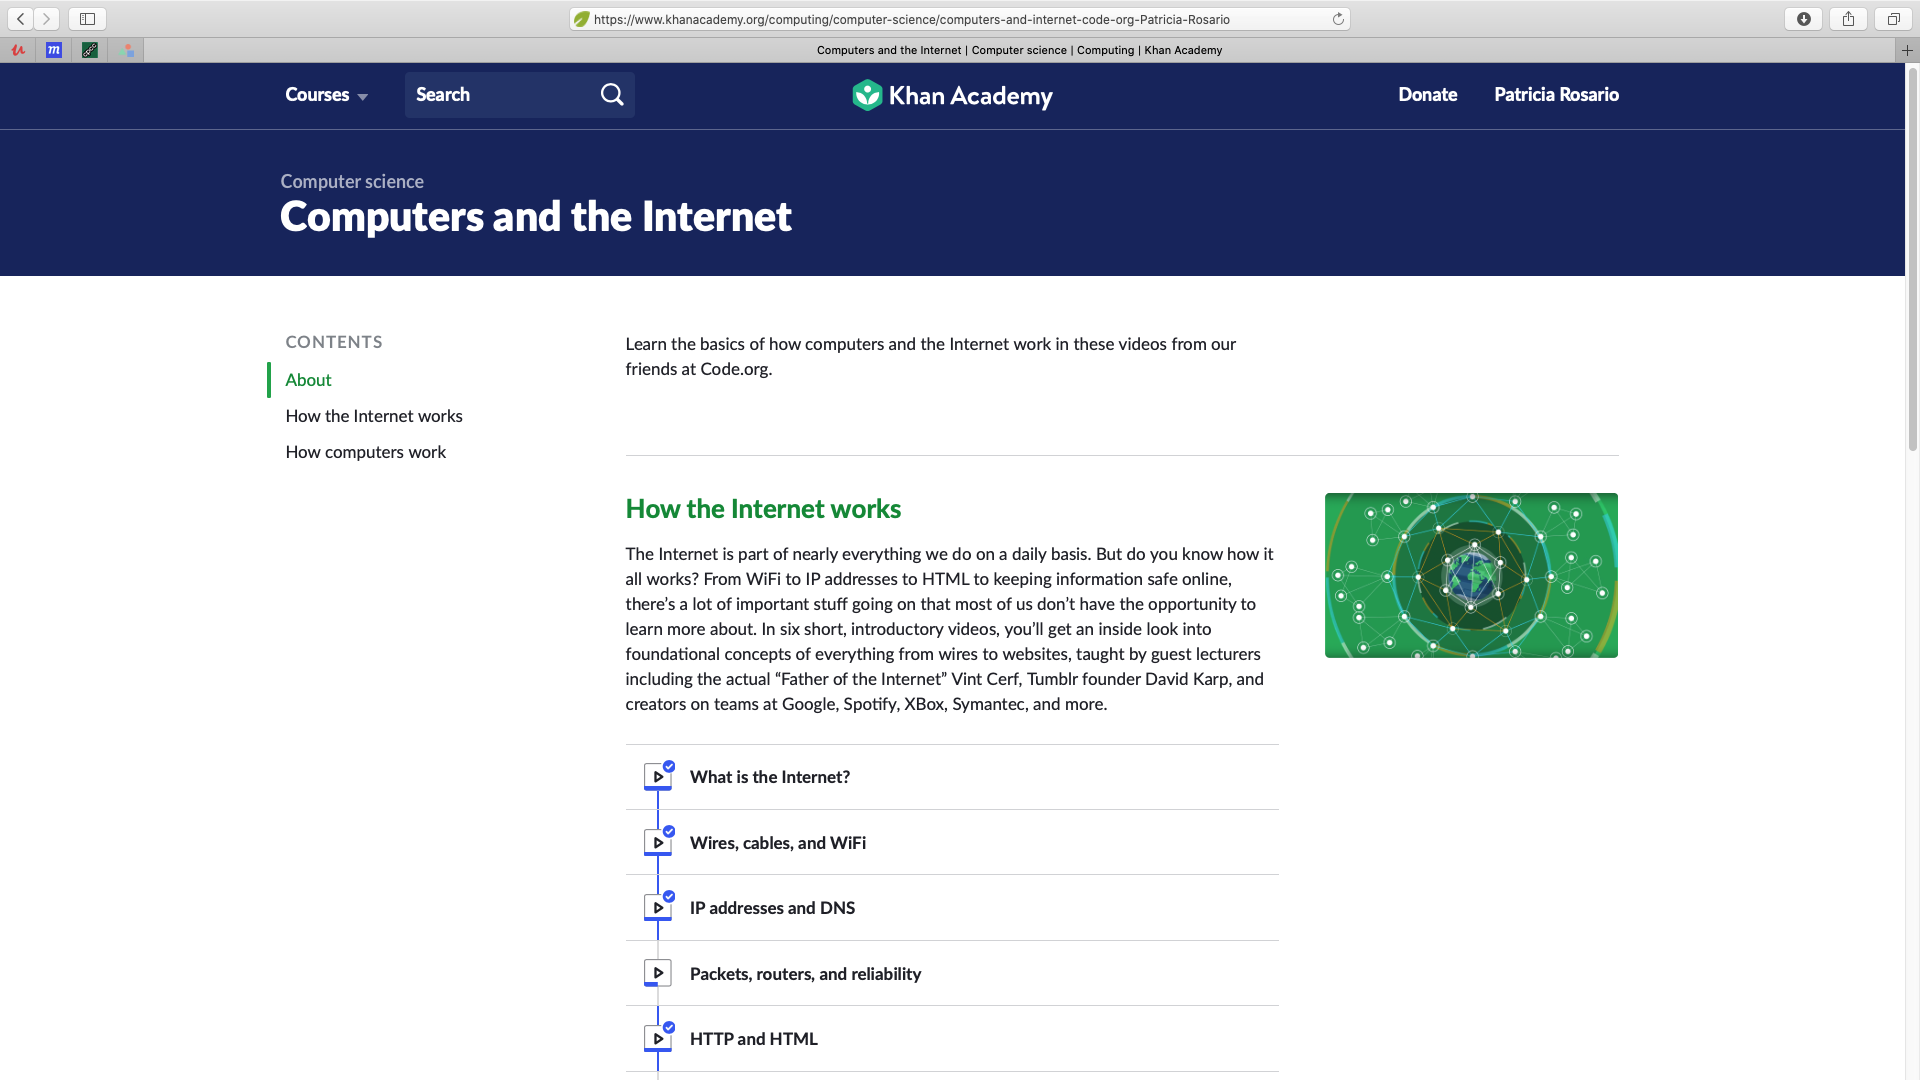 https://www.khanacademy.org/computing/computer-science/computers-and-internet-code-org-Patricia-Rosario
Computers and the Internet | Computer science | Computing | Khan Academy
Courses
Search
Khan Academy
Donate
Patricia Rosario
Computer science
Computers and the Internet
CONTENTS
About
How the Internet works
How computers work
Learn the basics of how computers and the Internet work in these videos from our
friends at Code.org.
How the Internet works
The Internet is part of nearly everything we do on a daily basis. But do you know how it
all works? From WiFi to IP addresses to HTML to keeping information safe online,
there’s a lot of important stuff going on that most of us don’t have the opportunity to
learn more about. In six short, introductory videos, you’ll get an inside look into
foundational concepts of everything from wires to websites, taught by guest lecturers
including the actual “Father of the Internet” Vint Cerf, Tumblr founder David Karp, and
creators on teams at Google, Spotify, XBox, Symantec, and more.
What is the Internet?
Wires, cables, and WiFi
IP addresses and DNS
Packets, routers, and reliability
HTTP and HTML